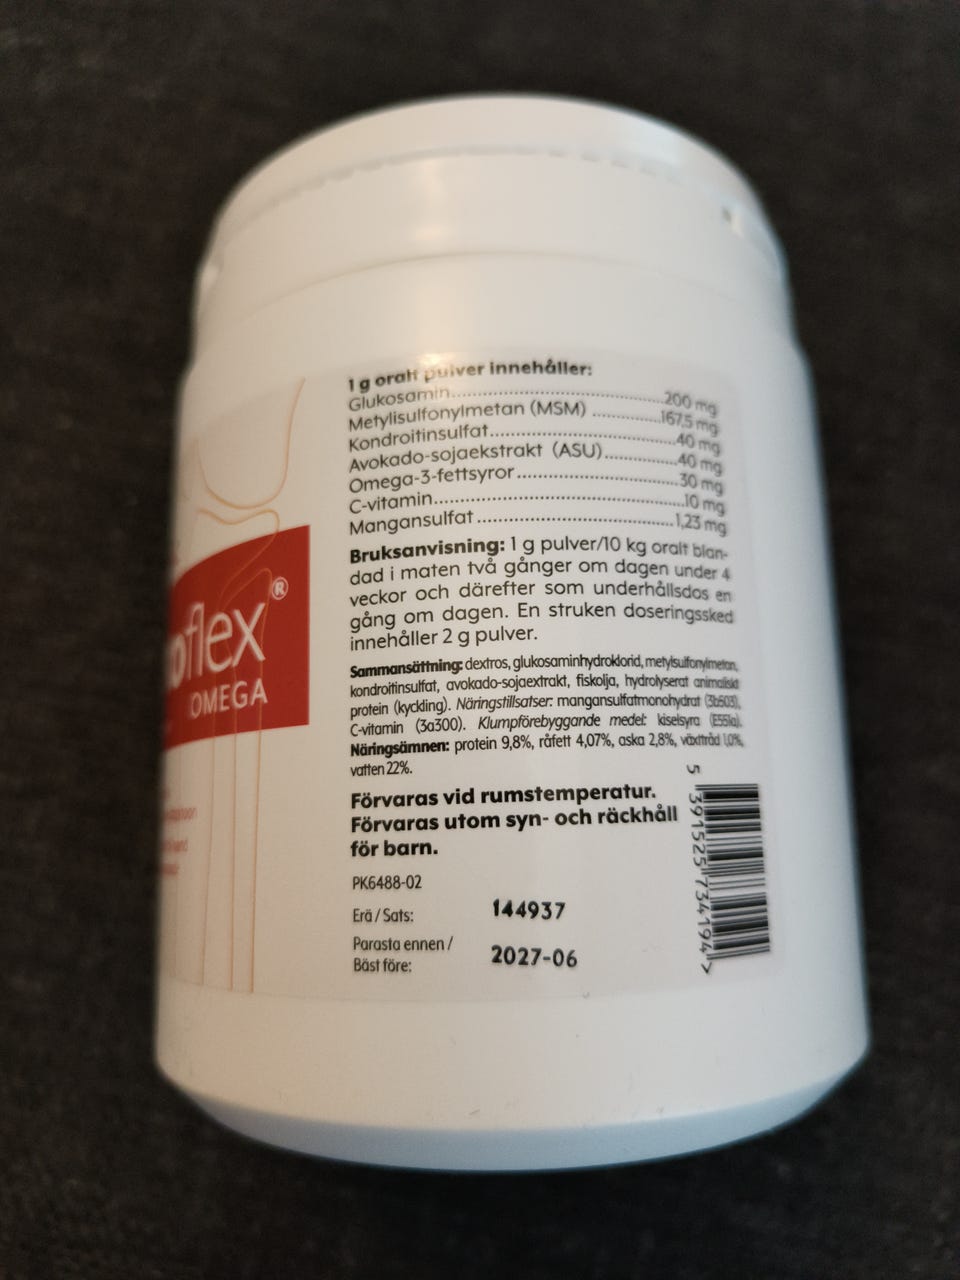 1 g oralt pulver innehåller:
Glukosamin 200 mg
Metylisulfonylmetan (MSM) 167,5 mg
Kondroitinsulfat 40 mg
Avokado-sojaekstrakt (ASU) 40 mg
Omega-3-fettsyror 30 mg
C-vitamin 10 mg
Mangansulfat 1,23 mg
Bruksanvisning: 1 g pulver/10 kg oralt blan-
dad i maten två gånger om dagen under 4
veckor och därefter som underhållsdos en
gång om dagen. En struken doseringssked
innehåller 2 g pulver.
Sammansättning: dextros, glukosaminhydroklorid, metylsulfonylmetan,
kondroitinsulfat, avokado-sojaextrakt, fiskolja, hydrolyserat animaliskt
protein (kyckling). Näringstillsatser: mangansulfatmonohydrat (3b503),
C-vitamin (3a300). Klumpförebyggande medel: kiselsyra (E551a).
Näringsämnen: protein 9,8%, råfett 4,07%, aska 2,8%, växttråd 1,0%,
vatten 22%.
Förvaras vid rumstemperatur.
Förvaras utom syn- och räckhåll
för barn.
PK6488-02
Erä / Sats: 144937
Parasta ennen /
Bäst före: 2027-06
5 391525 734194 >
flex®
OMEGA